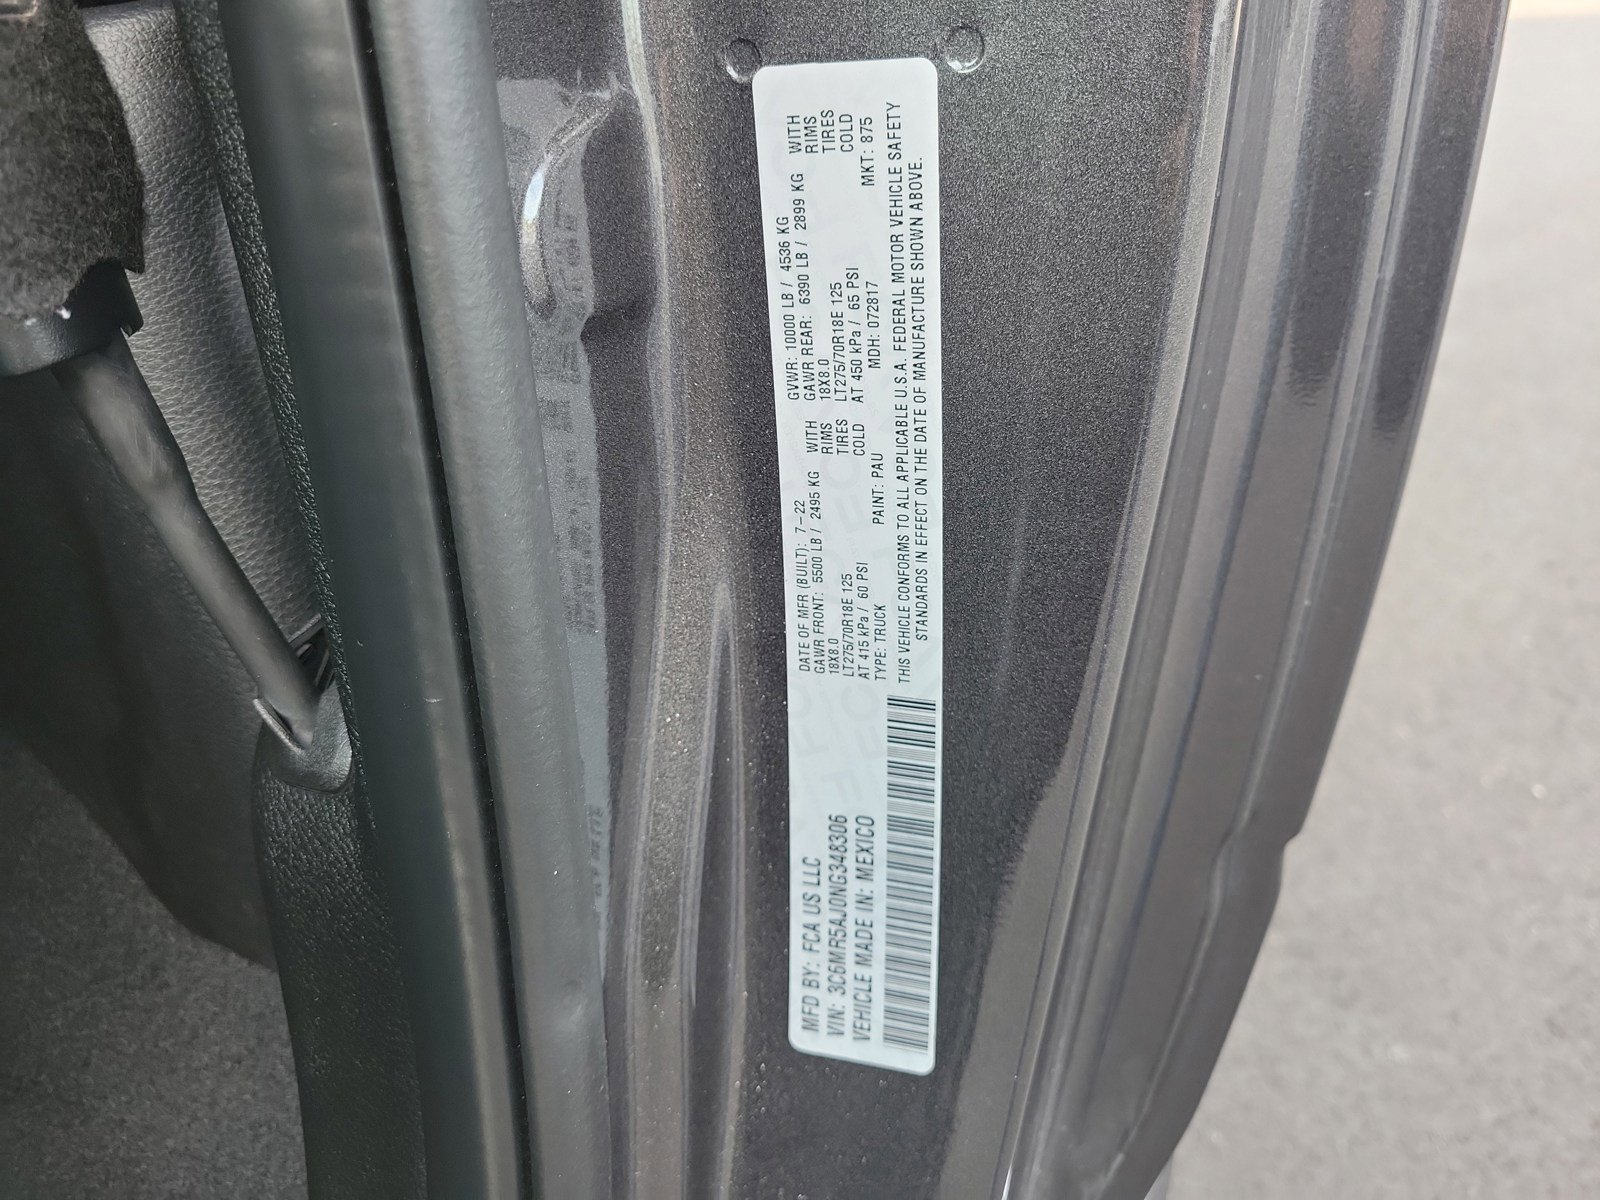 MFD BY: FCA US LLC
VIN: 3C6MR5AJ0NG348306
VEHICLE MADE IN: MEXICO
DATE OF MFR (BUILT): 7-22 GVWR: 10000 LB / 4536 KG
GAWR FRONT: 5500 LB / 2495 KG WITH GAWR REAR: 6390 LB / 2899 KG WITH
18X8.0 RIMS 18X8.0 RIMS
LT275/70R18E 125 TIRES LT275/70R18E 125 TIRES
AT 415 kPa / 60 PSI COLD AT 450 kPa / 65 PSI COLD
TYPE: TRUCK PAINT: PAU MDH: 072817 MKT: 875
THIS VEHICLE CONFORMS TO ALL APPLICABLE U.S.A. FEDERAL MOTOR VEHICLE SAFETY
STANDARDS IN EFFECT ON THE DATE OF MANUFACTURE SHOWN ABOVE.